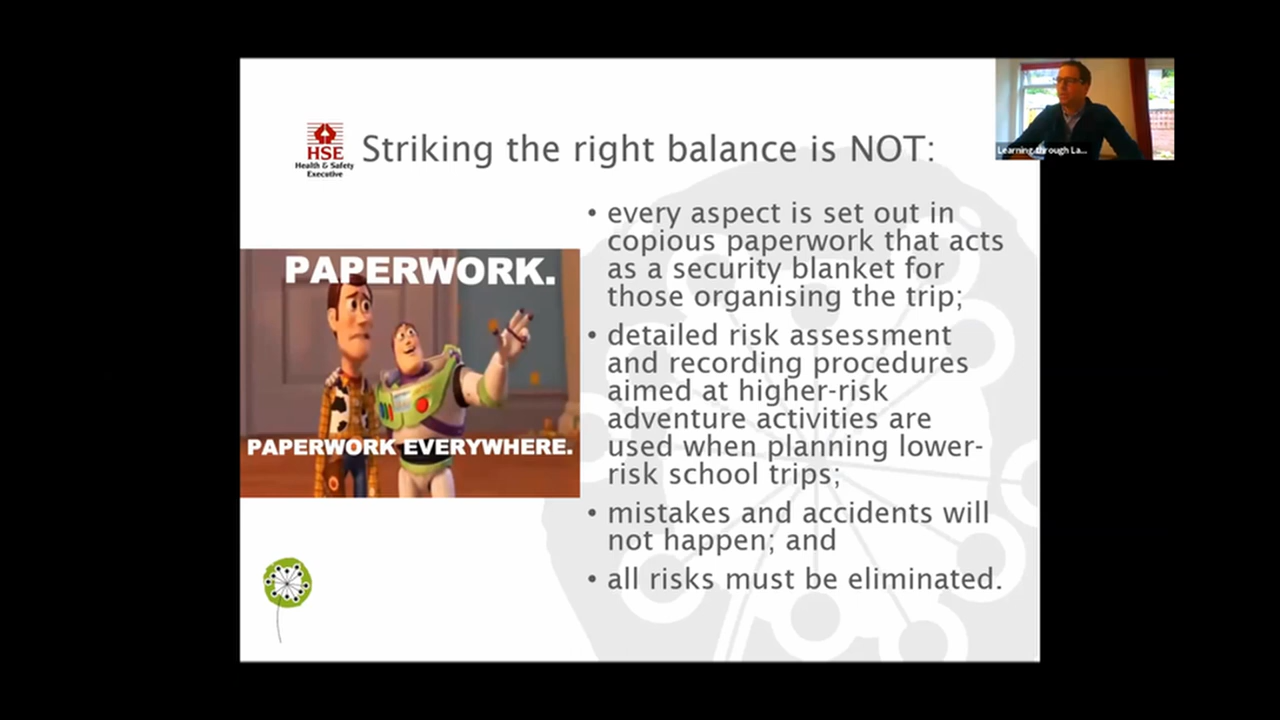 HSE
Health & Safety
Executive
Striking the right balance is NOT:
PAPERWORK.
PAPERWORK EVERYWHERE.
• every aspect is set out in
copious paperwork that acts
as a security blanket for
those organising the trip;
• detailed risk assessment
and recording procedures
aimed at higher-risk
adventure activities are
used when planning lower-
risk school trips;
• mistakes and accidents will
not happen; and
• all risks must be eliminated.
Learning through La...